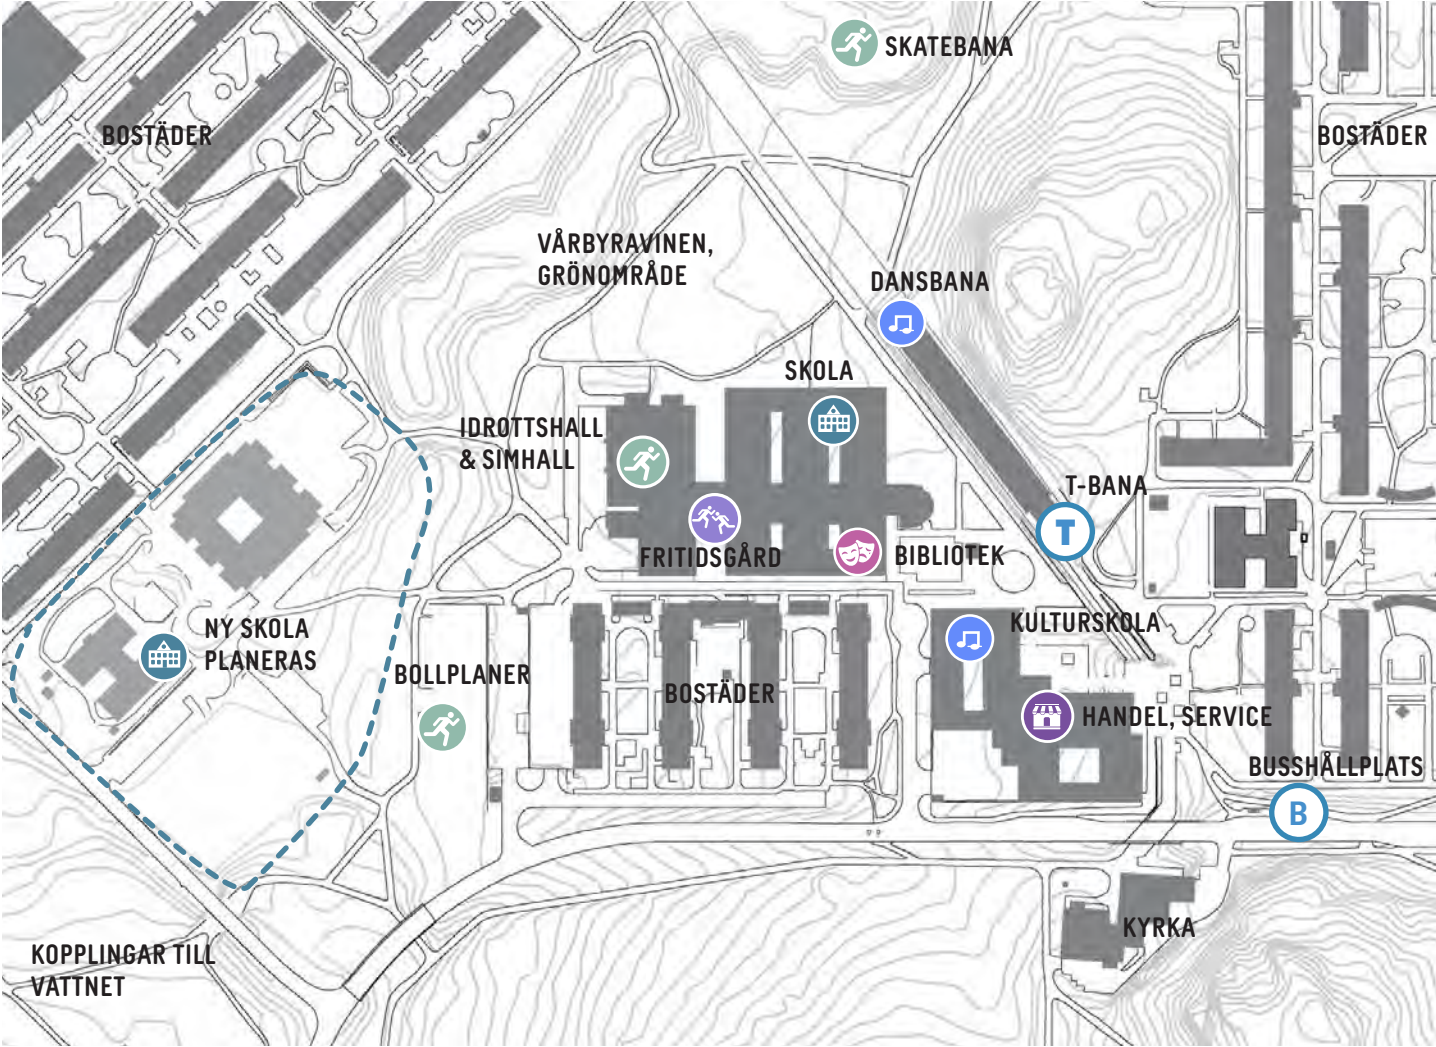 SKATEBANA
BOSTÄDER
BOSTÄDER
VÅRBYRAVINEN,
GRÖNOMRÅDE
DANSBANA
SKOLA
IDROTTSHALL
& SIMHALL
T-BANA
T
FRITIDSGÅRD
BIBLIOTEK
NY SKOLA
PLANERAS
KULTURSKOLA
BOLLPLANER
BOSTÄDER
HANDEL, SERVICE
BUSSHÅLLPLATS
B
KYRKA
KOPPLINGAR TILL
VATTNET